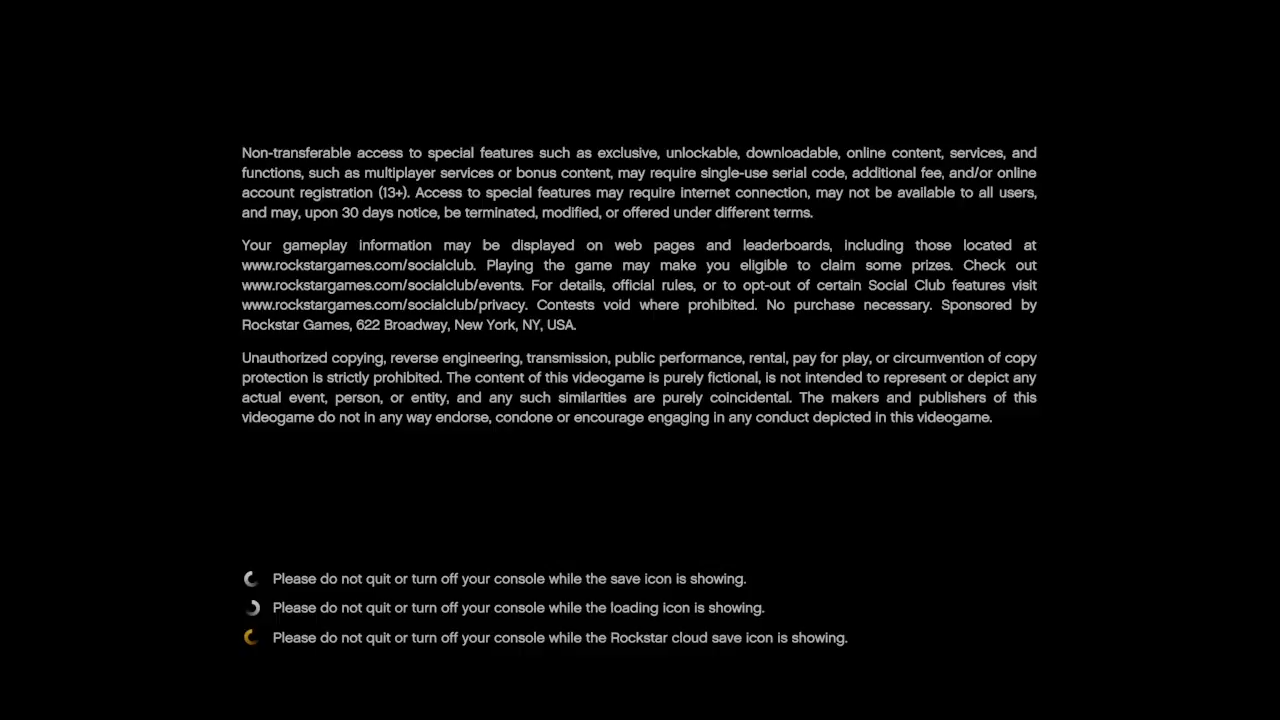 Non-transferable access to special features such as exclusive, unlockable, downloadable, online content, services, and
functions, such as multiplayer services or bonus content, may require single-use serial code, additional fee, and/or online
account registration (13+). Access to special features may require internet connection, may not be available to all users,
and may, upon 30 days notice, be terminated, modified, or offered under different terms.
Your gameplay information may be displayed on web pages and leaderboards, including those located at
www.rockstargames.com/socialclub. Playing the game may make you eligible to claim some prizes. Check out
www.rockstargames.com/socialclub/events. For details, official rules, or to opt-out of certain Social Club features visit
www.rockstargames.com/socialclub/privacy. Contests void where prohibited. No purchase necessary. Sponsored by
Rockstar Games, 622 Broadway, New York, NY, USA.
Unauthorized copying, reverse engineering, transmission, public performance, rental, pay for play, or circumvention of copy
protection is strictly prohibited. The content of this videogame is purely fictional, is not intended to represent or depict any
actual event, person, or entity, and any such similarities are purely coincidental. The makers and publishers of this
videogame do not in any way endorse, condone or encourage engaging in any conduct depicted in this videogame.
Please do not quit or turn off your console while the save icon is showing.
Please do not quit or turn off your console while the loading icon is showing.
Please do not quit or turn off your console while the Rockstar cloud save icon is showing.